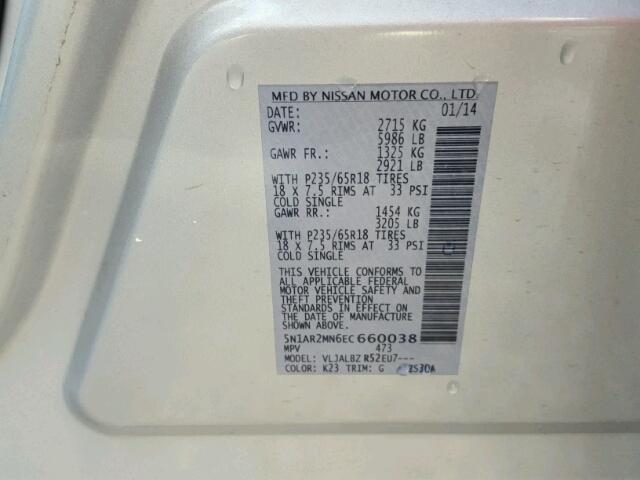 MFD BY NISSAN MOTOR CO., LTD.
DATE: 01/14
GVWR: 2715 KG
5986 LB
GAWR FR.: 1325 KG
2921 LB
WITH P235/65R18 TIRES
18 X 7.5 RIMS AT 33 PSI
COLD SINGLE
GAWR RR.: 1454 KG
3205 LB
WITH P235/65R18 TIRES
18 X 7.5 RIMS AT 33 PSI
COLD SINGLE
THIS VEHICLE CONFORMS TO
ALL APPLICABLE FEDERAL
MOTOR VEHICLE SAFETY AND
THEFT PREVENTION
STANDARDS IN EFFECT ON
THE DATE OF MANUFACTURE
SHOWN ABOVE.
5N1AR2MN6EC660038
MPV 473
MODEL: VLJALBZ R52EU7---
COLOR: K23 TRIM: G